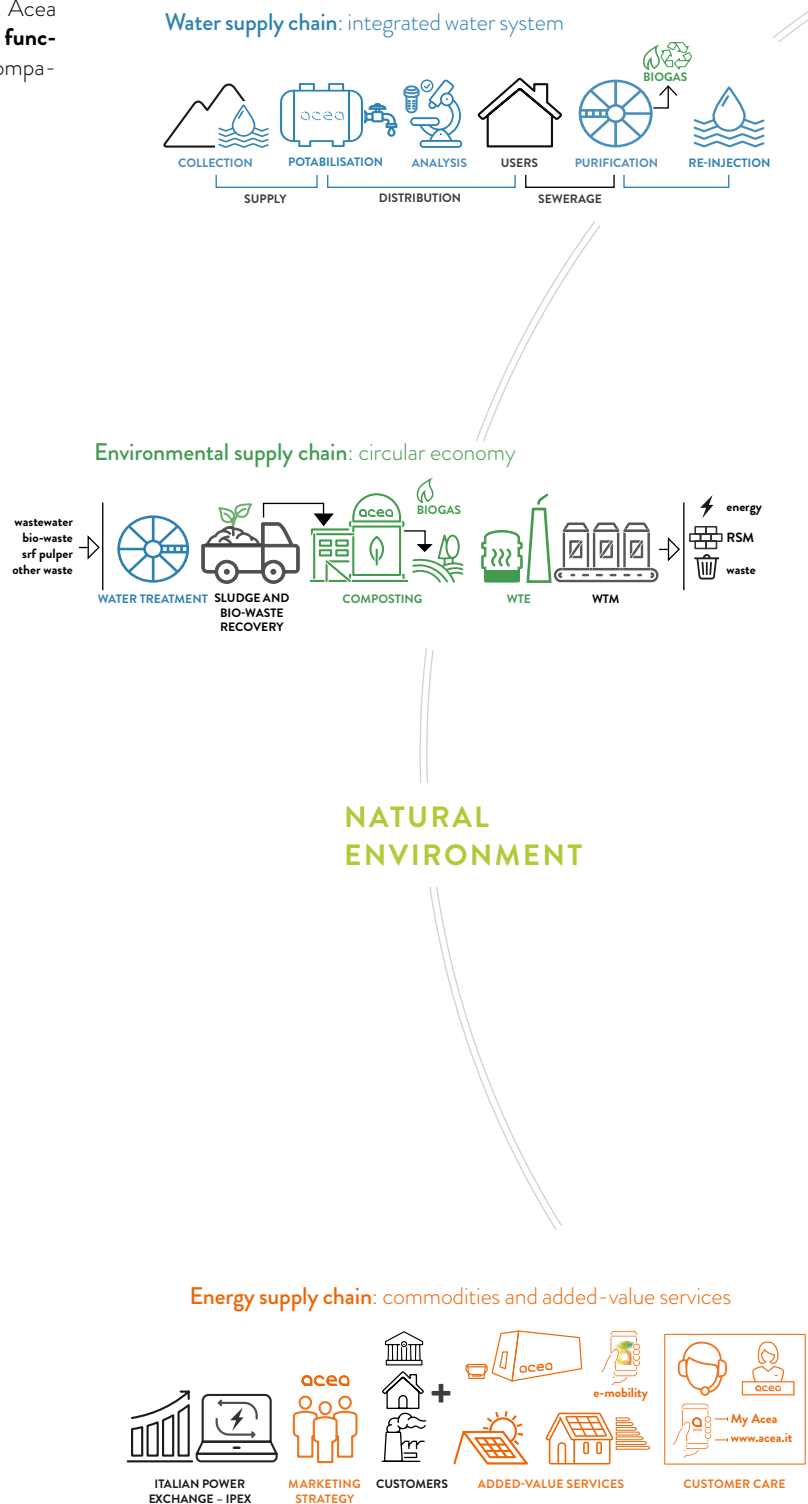 Acea
func-
ompa-
Water supply chain: integrated water system
BIOGAS
acea
COLLECTION
POTABILISATION
ANALYSIS
USERS
PURIFICATION
RE-INJECTION
SUPPLY
DISTRIBUTION
SEWERAGE
Environmental supply chain: circular economy
wastewater
bio-waste
srf pulper
other waste
acea
BIOGAS
energy
RSM
waste
WATER TREATMENT
SLUDGE AND
BIO-WASTE
RECOVERY
COMPOSTING
WTE
WTM
NATURAL
ENVIRONMENT
Energy supply chain: commodities and added-value services
acea
acea
e-mobility
acea
My Acea
www.acea.it
ITALIAN POWER
EXCHANGE – IPEX
MARKETING
STRATEGY
CUSTOMERS
ADDED-VALUE SERVICES
CUSTOMER CARE